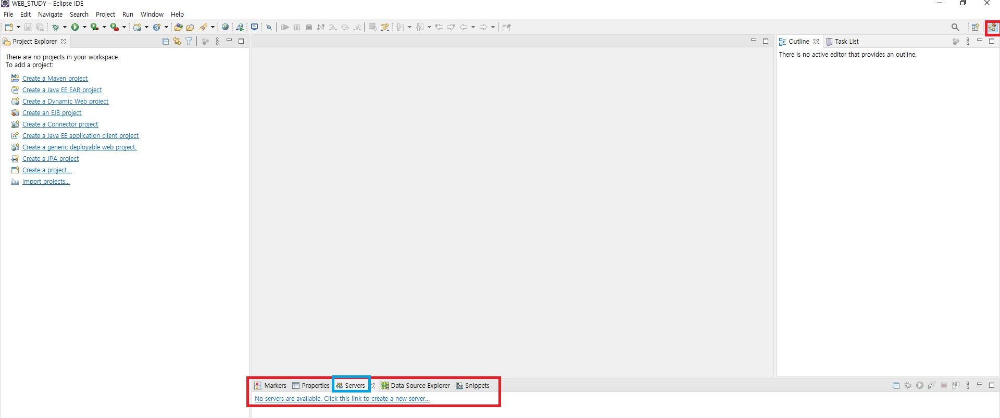 WEB_STUDY - Eclipse IDE
File Edit Navigate Search Project Run Window Help
Project Explorer
There are no projects in your workspace.
To add a project:
Create a Maven project
Create a Java EE EAR project
Create a Dynamic Web project
Create an EJB project
Create a Connector project
Create a Java EE application client project
Create a generic deployable web project.
Create a JPA project
Create a project...
Import projects...
Outline Task List
There is no active editor that provides an outline.
Markers Properties Servers Data Source Explorer Snippets
No servers are available. Click this link to create a new server...